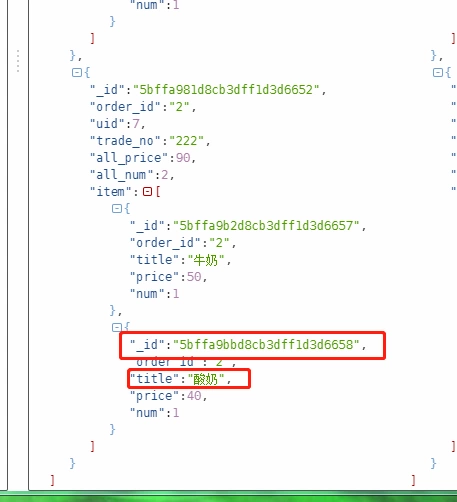 "num":1
}
]
},
{
"_id":"5bffa981d8cb3dff1d3d6652",
"order_id":"2",
"uid":7,
"trade_no":"222",
"all_price":90,
"all_num":2,
"item":[
{
"_id":"5bffa9b2d8cb3dff1d3d6657",
"order_id":"2",
"title":"牛奶",
"price":50,
"num":1
},
{
"_id":"5bffa9bbd8cb3dff1d3d6658",
"order_id":"2",
"title":"酸奶",
"price":40,
"num":1
}
]
}
]
]
},
{
]
}
]